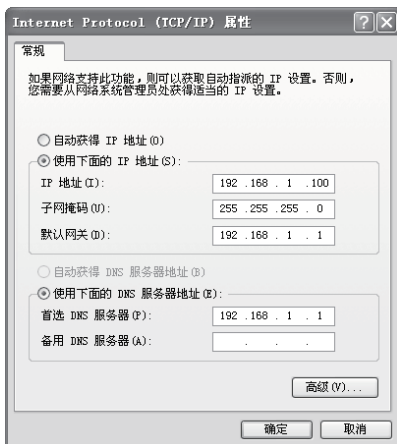 Internet Protocol (TCP/IP) 属性
常规
如果网络支持此功能，则可以获取自动指派的 IP 设置。否则，
您需要从网络系统管理员处获得适当的 IP 设置。
自动获得 IP 地址(O)
使用下面的 IP 地址(S):
IP 地址(I): 192 .168 . 1 .100
子网掩码(U): 255 .255 .255 . 0
默认网关(D): 192 .168 . 1 . 1
自动获得 DNS 服务器地址(B)
使用下面的 DNS 服务器地址(E):
首选 DNS 服务器(P): 192 .168 . 1 . 1
备用 DNS 服务器(A): . . .
高级(V)...
确定 取消